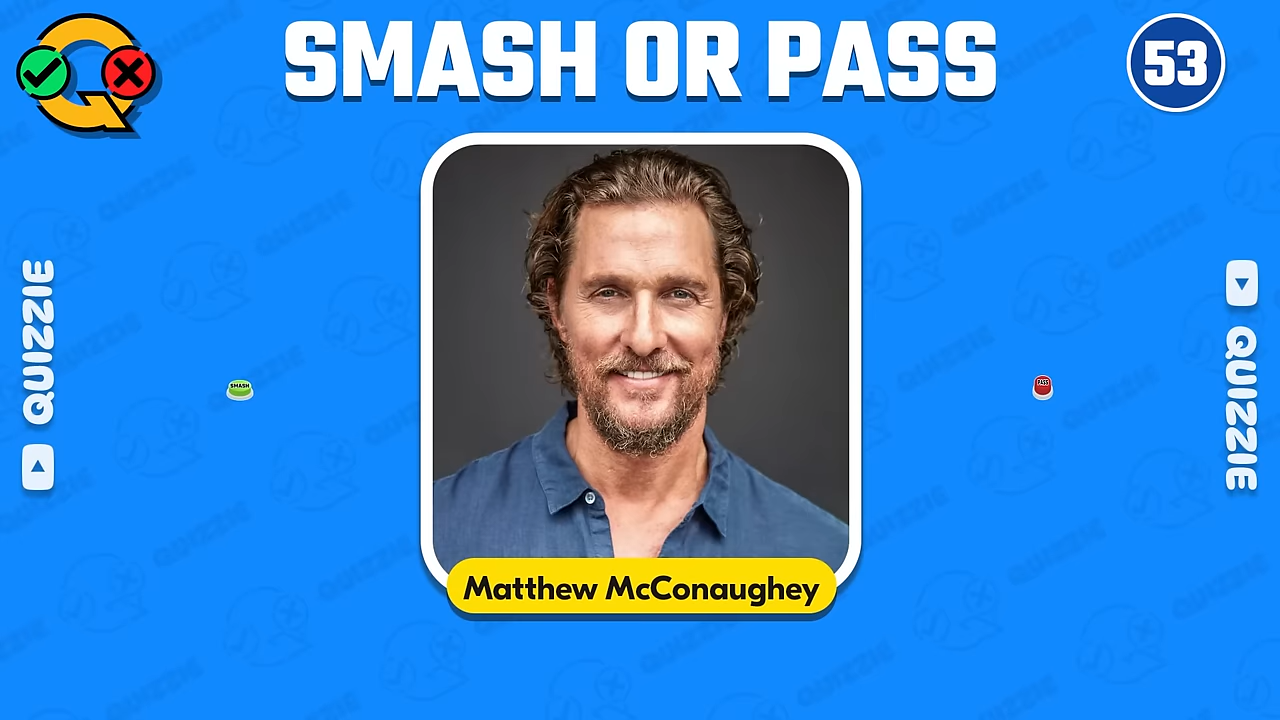 SMASH OR PASS
53
QUIZZIE
SMASH
PASS
QUIZZIE
Matthew McConaughey